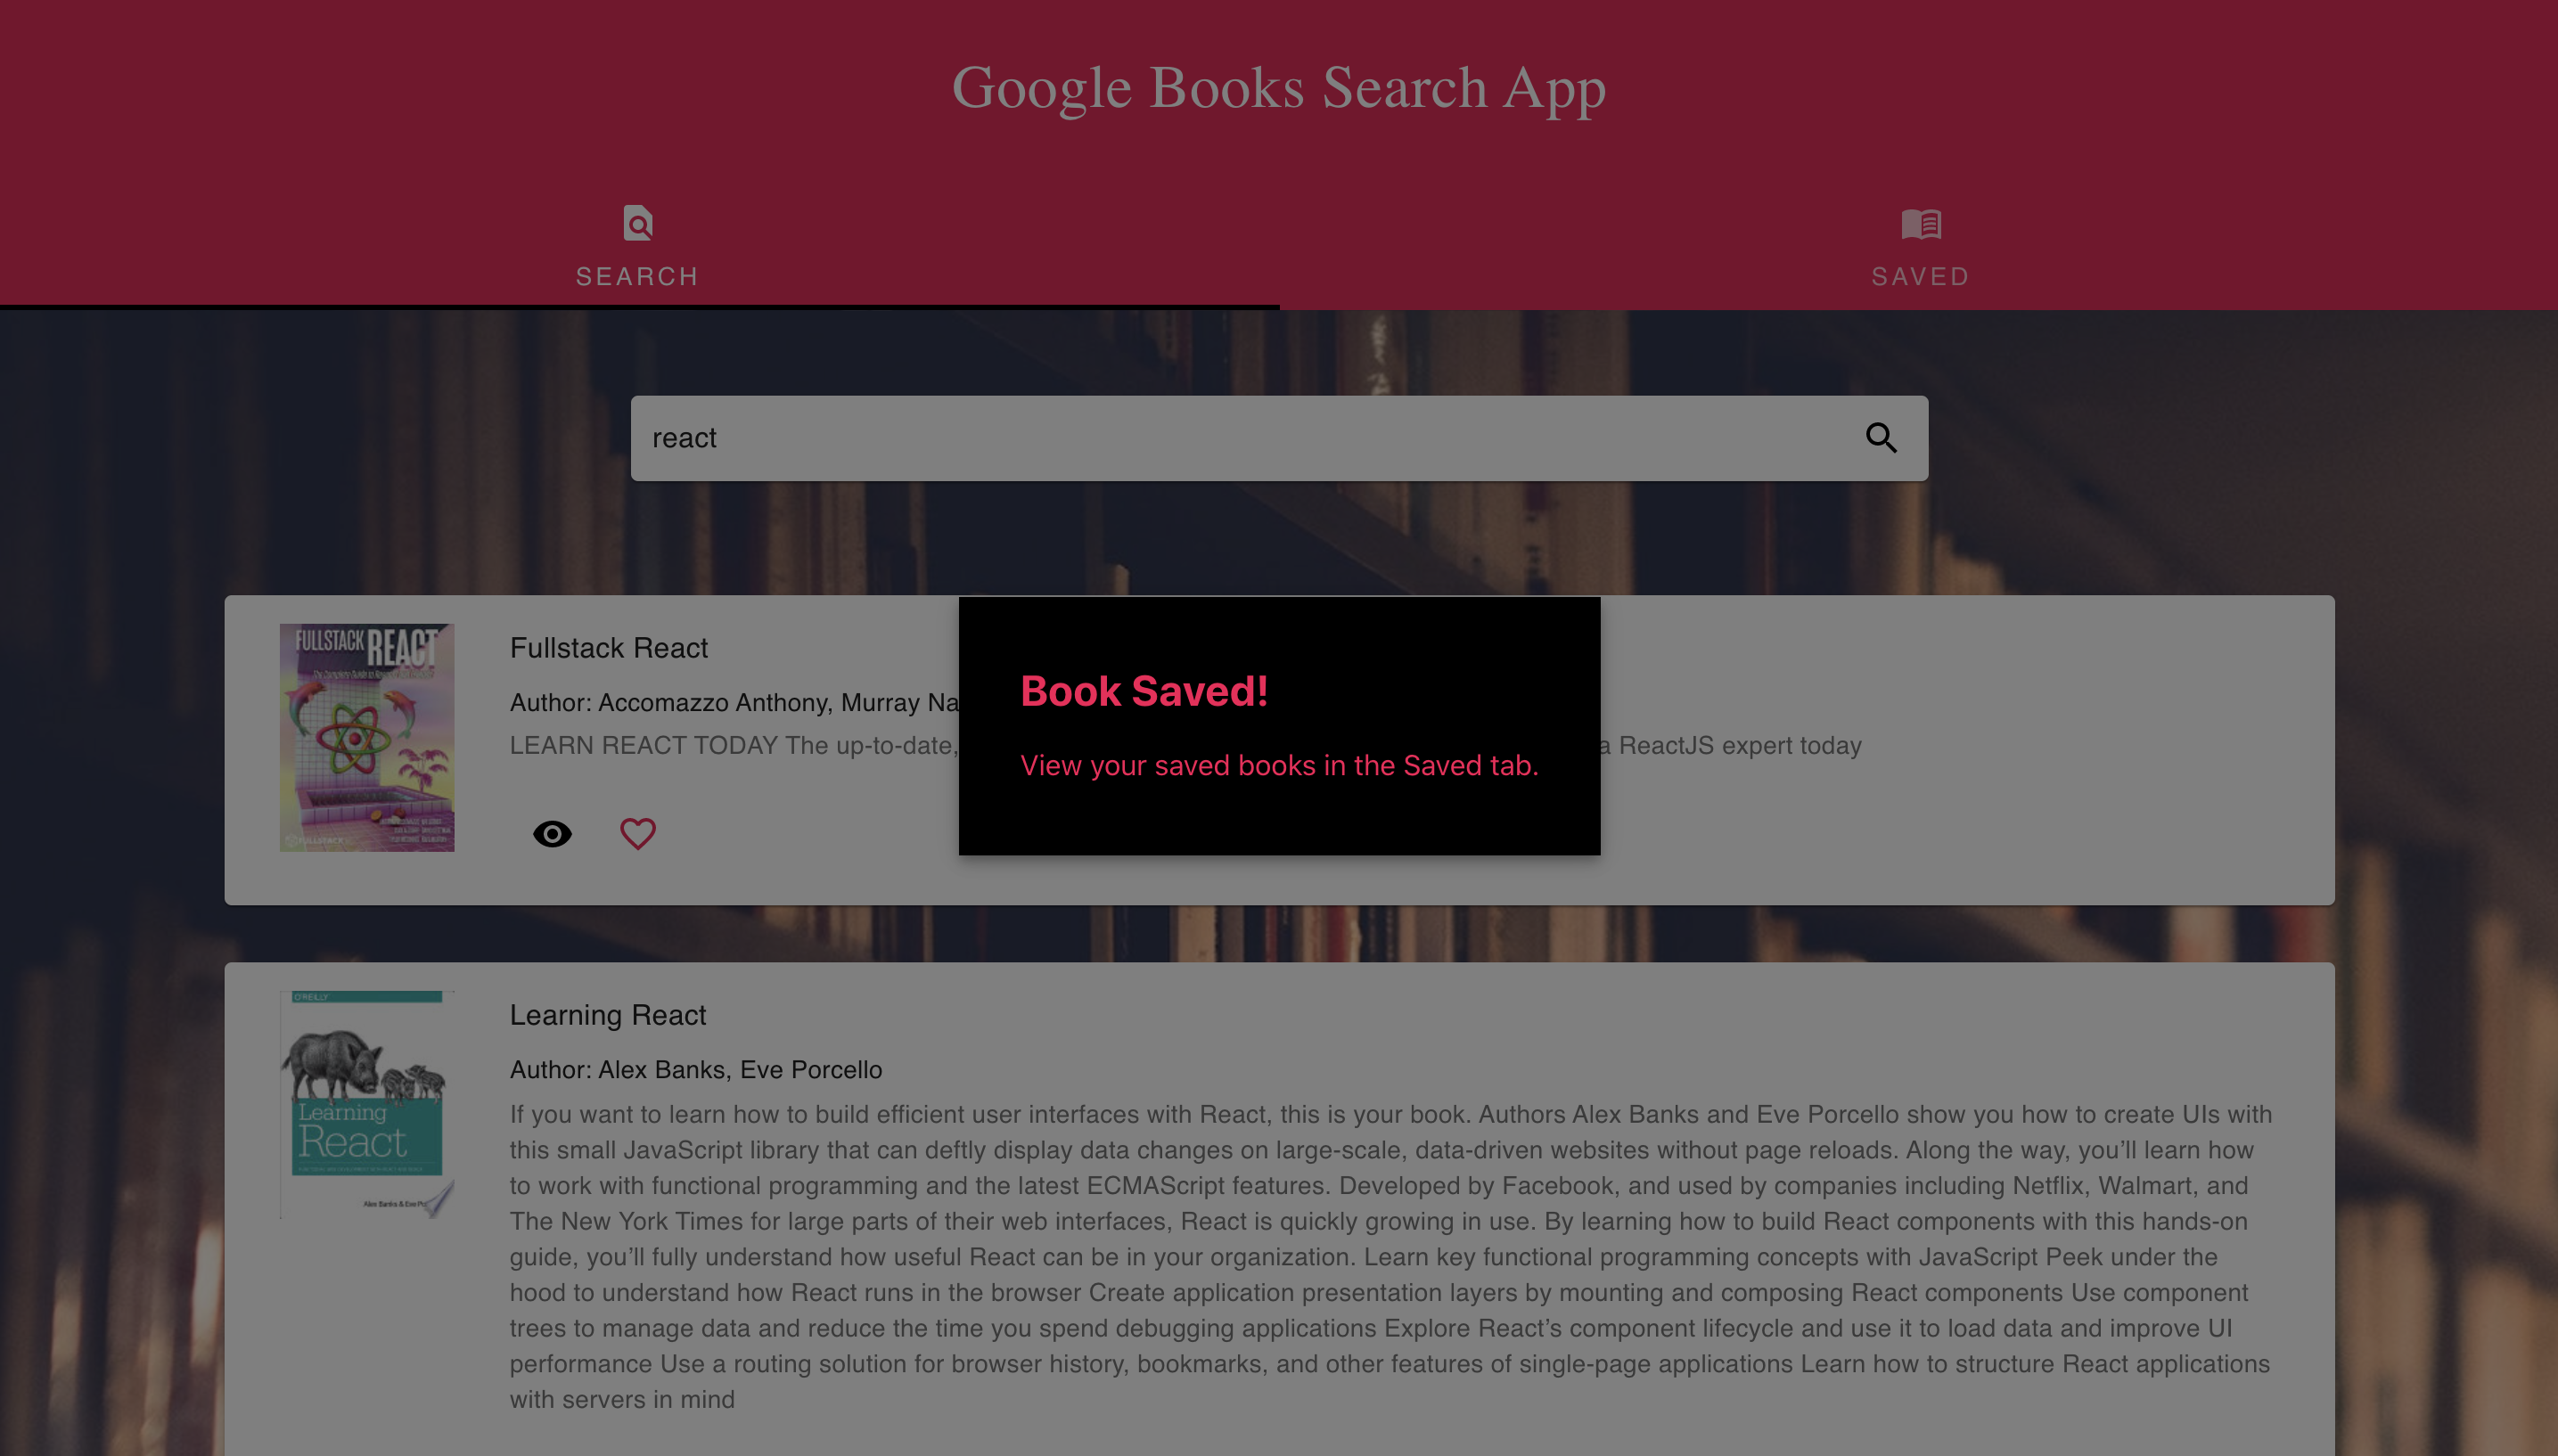 Google Books Search App
SEARCH
SAVED
react
FULLSTACK REACT
Fullstack React
Author: Accomazzo Anthony, Murray Na
LEARN REACT TODAY The up-to-date,
a ReactJS expert today
Book Saved!
View your saved books in the Saved tab.
O'REILLY
Learning
React
Alex Banks & Eve
Learning React
Author: Alex Banks, Eve Porcello
If you want to learn how to build efficient user interfaces with React, this is your book. Authors Alex Banks and Eve Porcello show you how to create UIs with
this small JavaScript library that can deftly display data changes on large-scale, data-driven websites without page reloads. Along the way, you’ll learn how
to work with functional programming and the latest ECMAScript features. Developed by Facebook, and used by companies including Netflix, Walmart, and
The New York Times for large parts of their web interfaces, React is quickly growing in use. By learning how to build React components with this hands-on
guide, you’ll fully understand how useful React can be in your organization. Learn key functional programming concepts with JavaScript Peek under the
hood to understand how React runs in the browser Create application presentation layers by mounting and composing React components Use component
trees to manage data and reduce the time you spend debugging applications Explore React’s component lifecycle and use it to load data and improve UI
performance Use a routing solution for browser history, bookmarks, and other features of single-page applications Learn how to structure React applications
with servers in mind